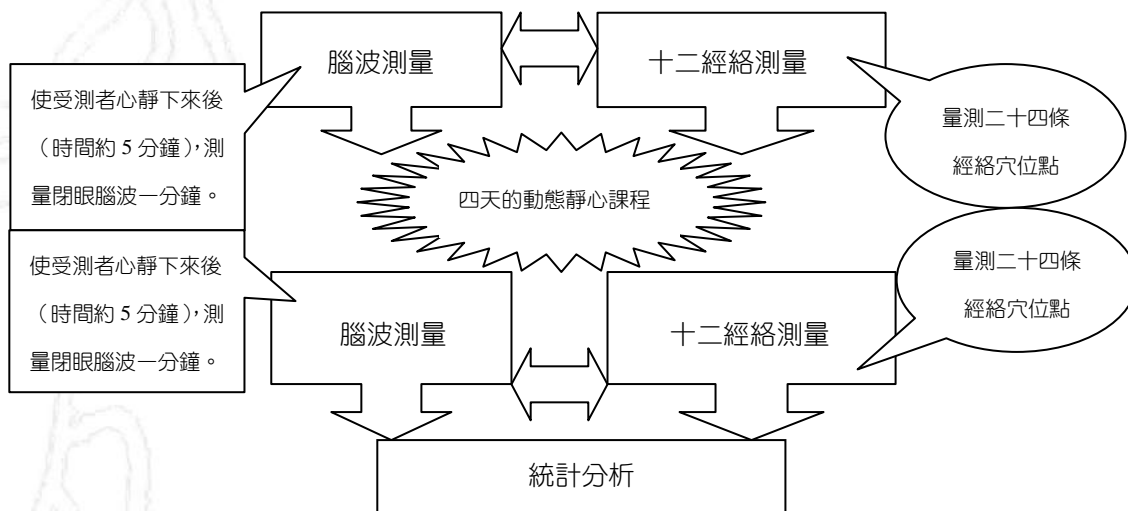 腦波測量
十二經絡測量
使受測者心靜下來後
（時間約 5 分鐘），測
量閉眼腦波一分鐘。
量測二十四條
經絡穴位點
四天的動態靜心課程
使受測者心靜下來後
（時間約 5 分鐘），測
量閉眼腦波一分鐘。
腦波測量
十二經絡測量
量測二十四條
經絡穴位點
統計分析